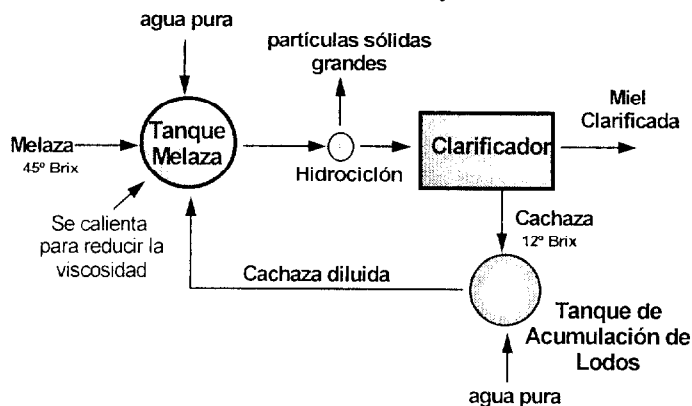 agua pura
partículas sólidas
grandes
Melaza
45º Brix
Tanque
Melaza
Hidrociclón
Clarificador
Miel
Clarificada
Se calienta
para reducir la
viscosidad
Cachaza
12º Brix
Cachaza diluida
Tanque de
Acumulación de
Lodos
agua pura